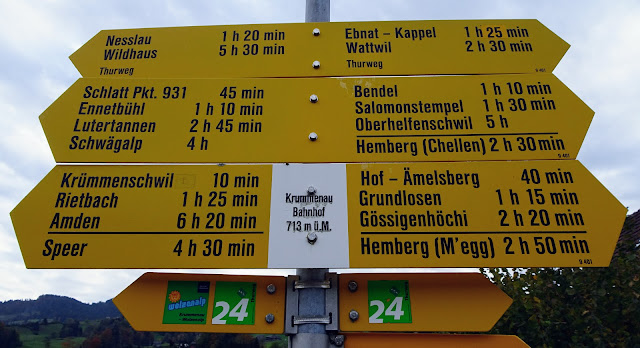 Nesslau 1 h 20 min
Wildhaus 5 h 30 min
Thurweg
Ebnat – Kappel 1 h 25 min
Wattwil 2 h 30 min
Thurweg
Schlatt Pkt. 931 45 min
Ennetbühl 1 h 10 min
Lutertannen 2 h 45 min
Schwägalp 4 h
Bendel 1 h 10 min
Salomonstempel 1 h 30 min
Oberhelfenschwil 5 h
Hemberg (Chellen) 2 h 30 min
Krümmenschwil 10 min
Rietbach 1 h 25 min
Amden 6 h 20 min
Speer 4 h 30 min
Krummenau
Bahnhof
713 m ü.M.
Hof – Ämelsberg 40 min
Grundlosen 1 h 15 min
Gössigenhöchi 2 h 20 min
Hemberg (M'egg) 2 h 50 min
wolzenalp
24
24